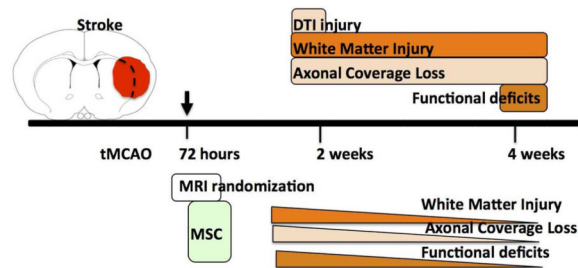 Stroke
DTI injury
White Matter Injury
Axonal Coverage Loss
Functional deficits
tMCAO
72 hours
2 weeks
4 weeks
MRI randomization
MSC
White Matter Injury
Axonal Coverage Loss
Functional deficits